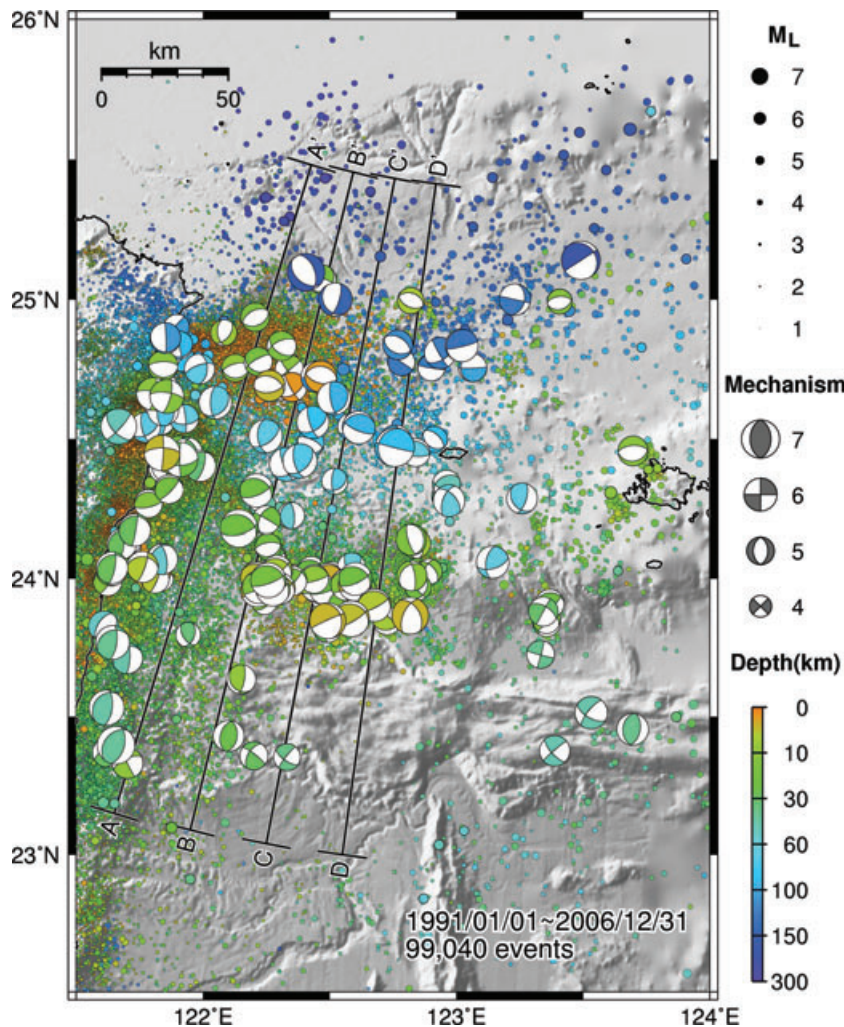 26°N
25°N
24°N
23°N
122°E
123°E
124°E
km
0
50
A'
B'
C'
D'
A
B
C
D
1991/01/01~2006/12/31
99,040 events
ML
7
6
5
4
3
2
1
Mechanism
7
6
5
4
Depth(km)
0
10
30
60
100
150
300